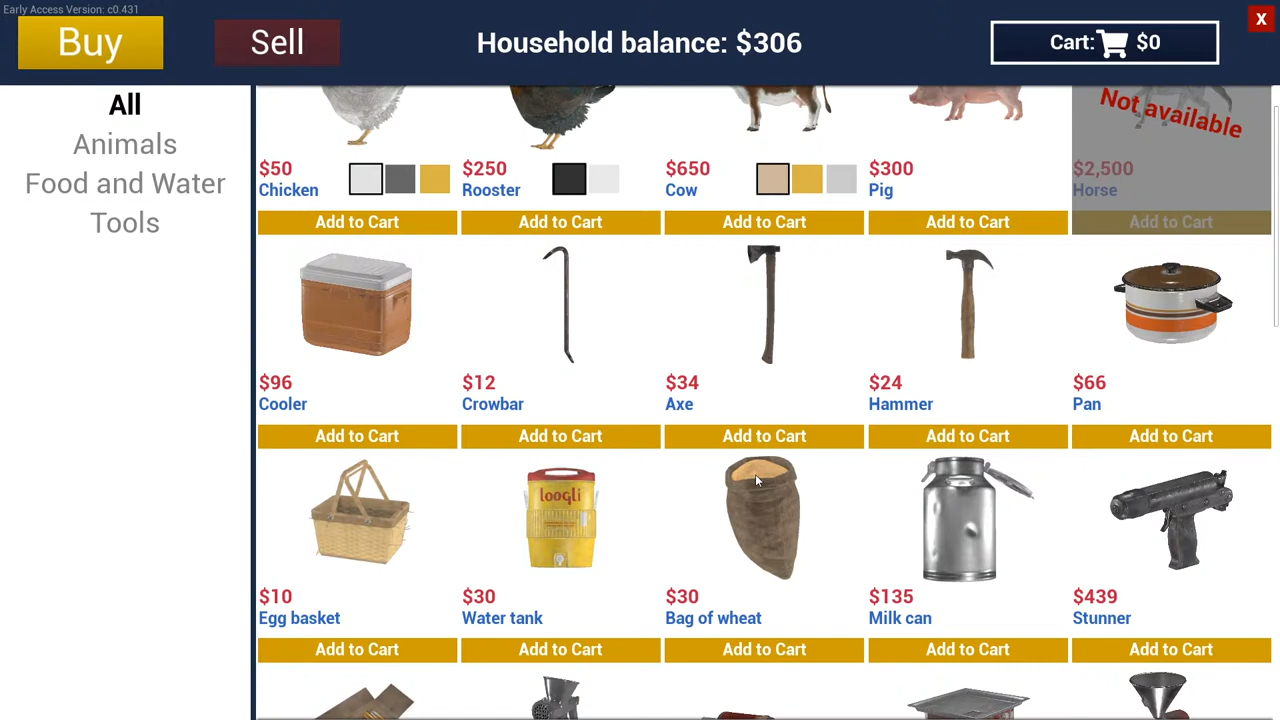 Early Access Version: c0.431
Buy
Sell
Household balance: $306
Cart: $0
X
All
Animals
Food and Water
Tools
$50
Chicken
Add to Cart
$250
Rooster
Add to Cart
$650
Cow
Add to Cart
$300
Pig
Add to Cart
Not available
$2,500
Horse
Add to Cart
$96
Cooler
Add to Cart
$12
Crowbar
Add to Cart
$34
Axe
Add to Cart
$24
Hammer
Add to Cart
$66
Pan
Add to Cart
$10
Egg basket
Add to Cart
loogli
$30
Water tank
Add to Cart
$30
Bag of wheat
Add to Cart
$135
Milk can
Add to Cart
$439
Stunner
Add to Cart